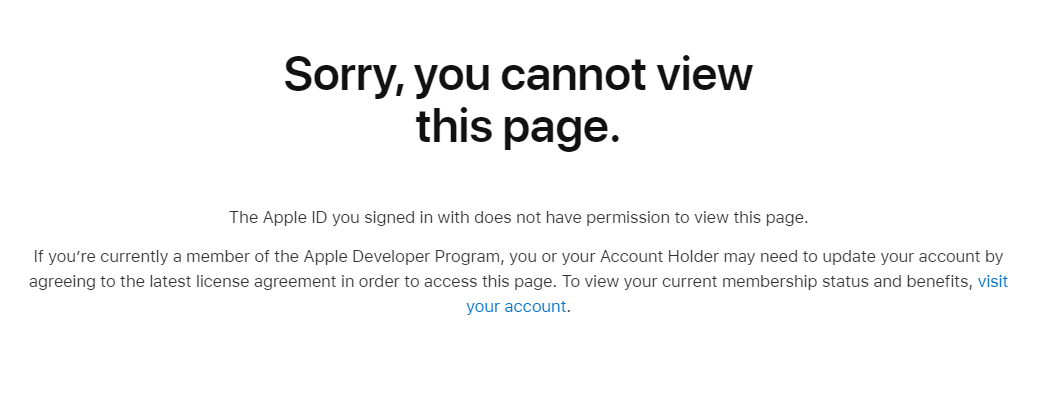 Sorry, you cannot view
this page.
The Apple ID you signed in with does not have permission to view this page.
If you’re currently a member of the Apple Developer Program, you or your Account Holder may need to update your account by
agreeing to the latest license agreement in order to access this page. To view your current membership status and benefits, visit
your account.